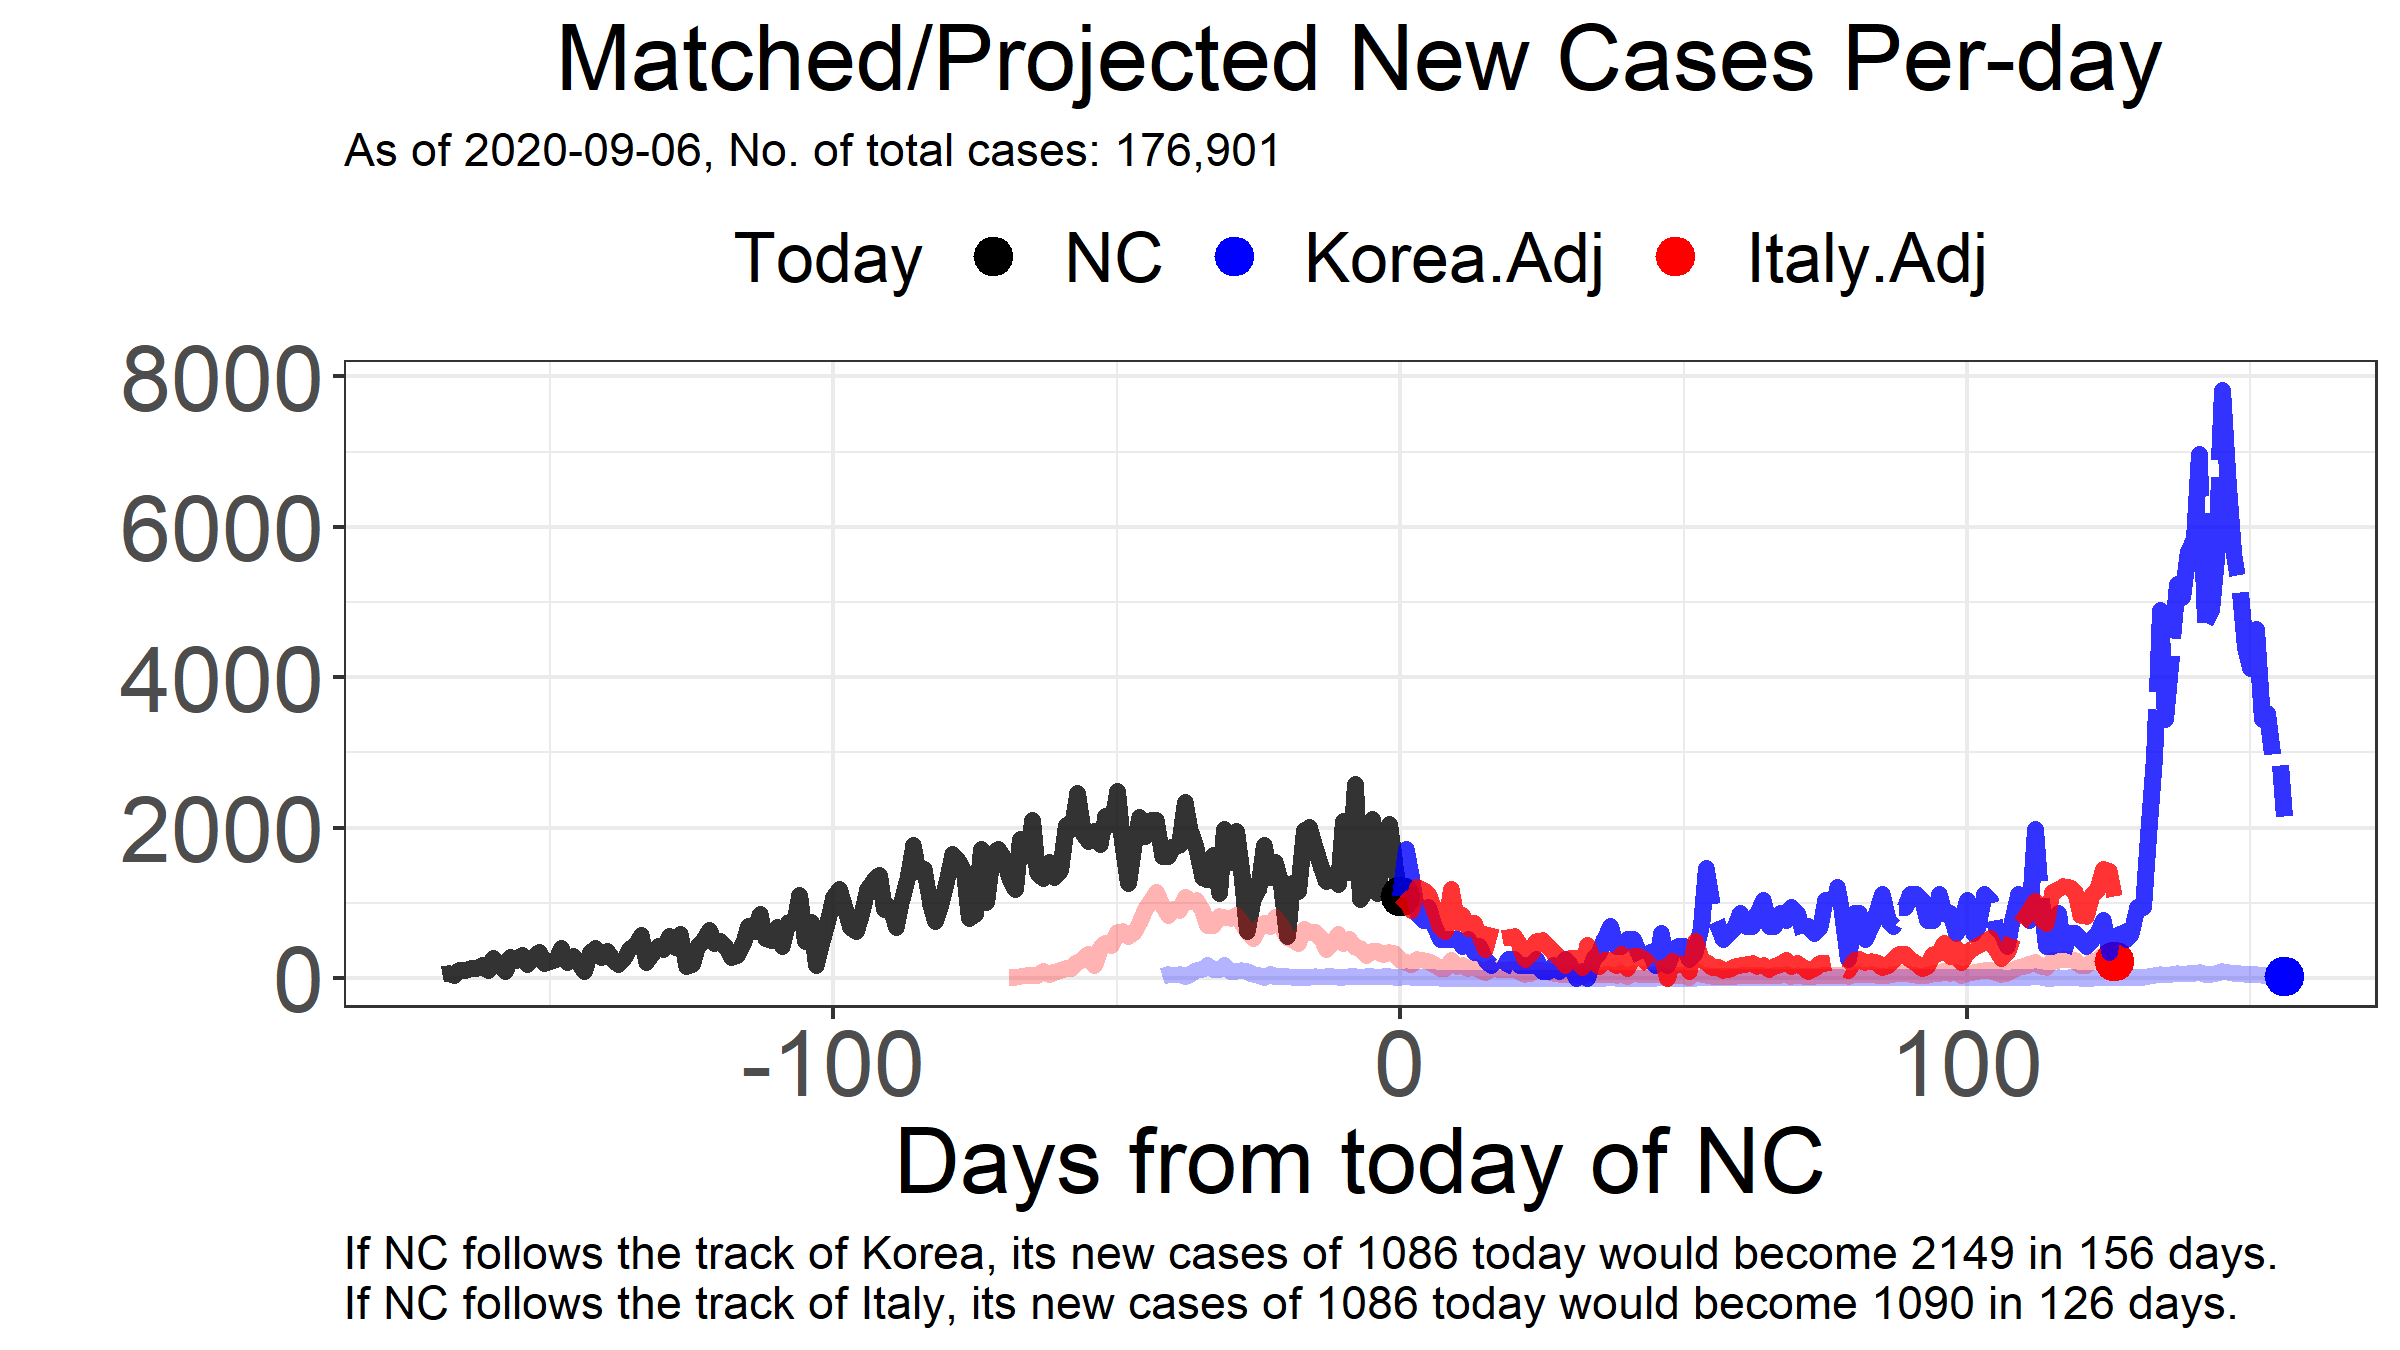 Matched/Projected New Cases Per-day
As of 2020-09-06, No. of total cases: 176,901
Today NC Korea.Adj Italy.Adj
8000
6000
4000
2000
0
-100 0 100
Days from today of NC
If NC follows the track of Korea, its new cases of 1086 today would become 2149 in 156 days.
If NC follows the track of Italy, its new cases of 1086 today would become 1090 in 126 days.